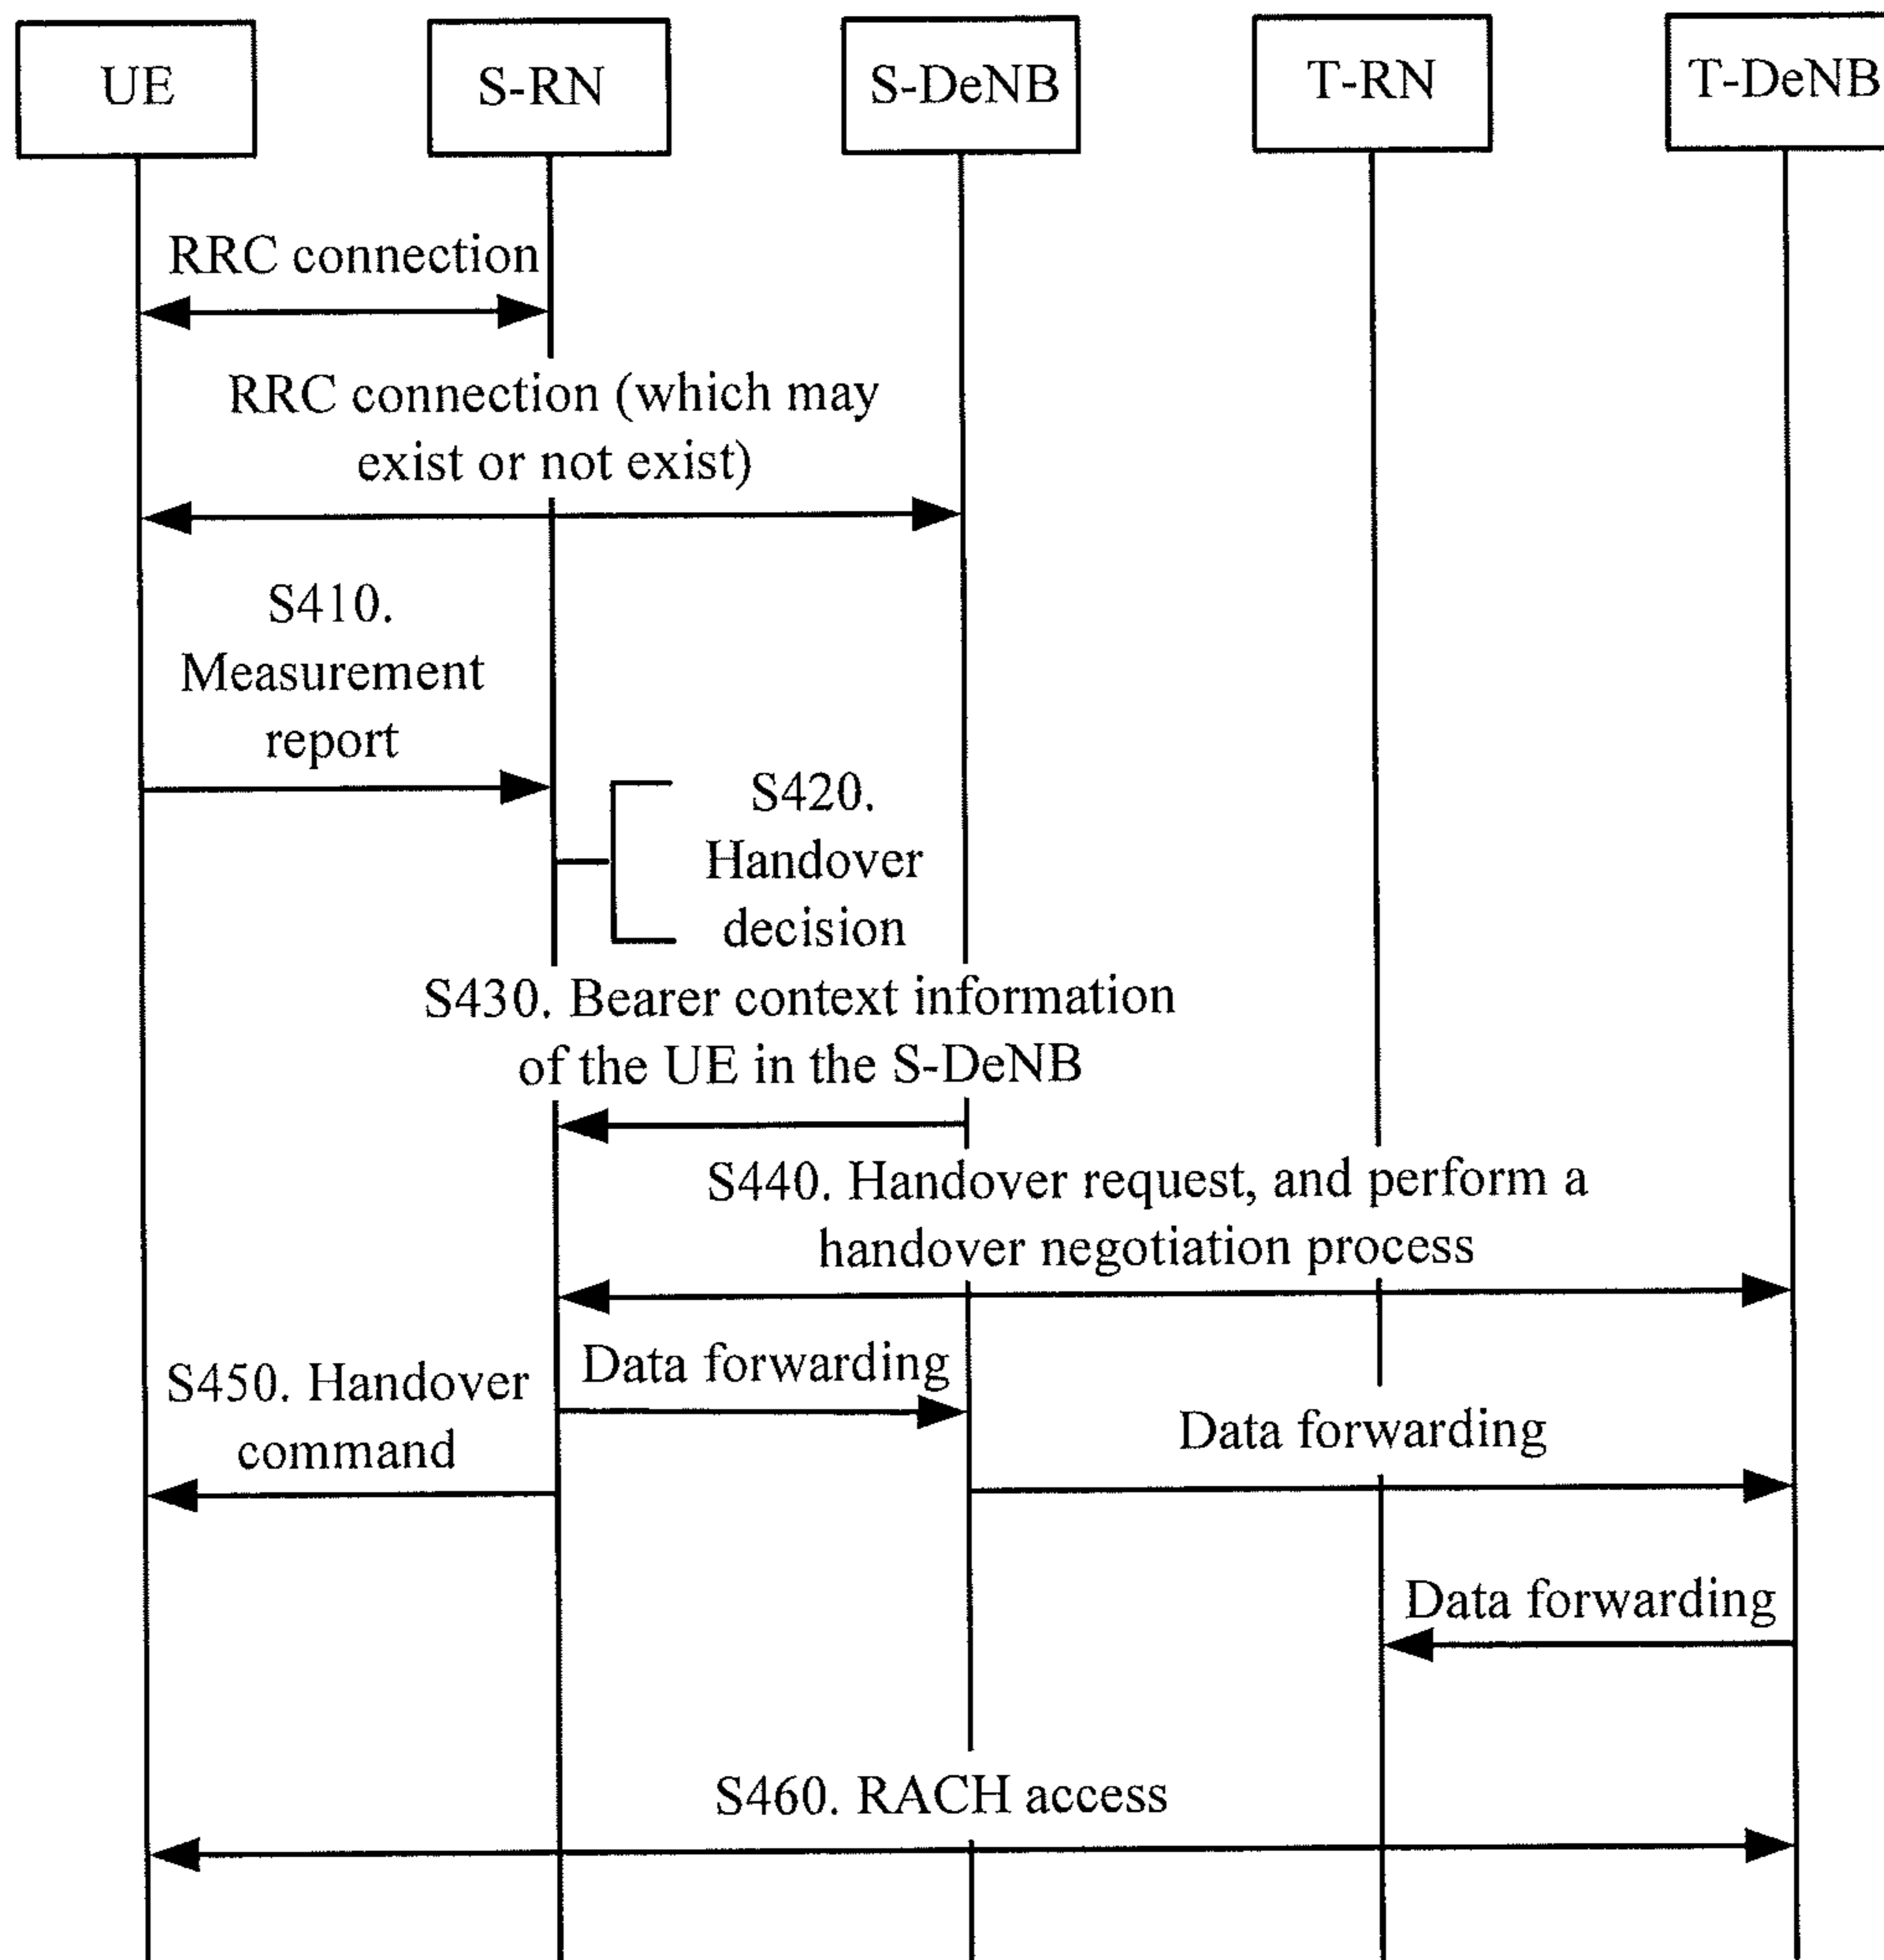 UE
S-RN
S-DeNB
T-RN
T-DeNB
RRC connection
RRC connection (which may
exist or not exist)
S410.
Measurement
report
S420.
Handover
decision
S430. Bearer context information
of the UE in the S-DeNB
S440. Handover request, and perform a
handover negotiation process
Data forwarding
S450. Handover
command
Data forwarding
Data forwarding
S460. RACH access